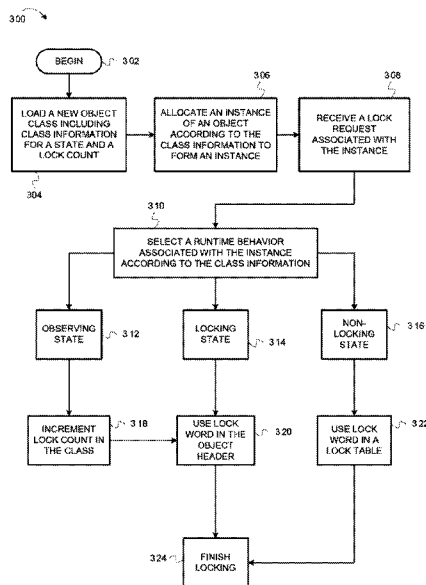 300
BEGIN
302
306
308
LOAD A NEW OBJECT
CLASS INCLUDING
CLASS INFORMATION
FOR A STATE AND A
LOCK COUNT
304
ALLOCATE AN INSTANCE
OF AN OBJECT
ACCORDING TO THE
CLASS INFORMATION TO
FORM AN INSTANCE
RECEIVE A LOCK
REQUEST
ASSOCIATED WITH
THE INSTANCE
310
SELECT A RUNTIME BEHAVIOR
ASSOCIATED WITH THE INSTANCE
ACCORDING TO THE CLASS INFORMATION
OBSERVING
STATE
312
LOCKING
STATE
314
NON-
LOCKING
STATE
316
INCREMENT
LOCK COUNT IN
THE CLASS
318
USE LOCK
WORD IN THE
OBJECT
HEADER
320
USE LOCK
WORD IN A
LOCK TABLE
322
324
FINISH
LOCKING